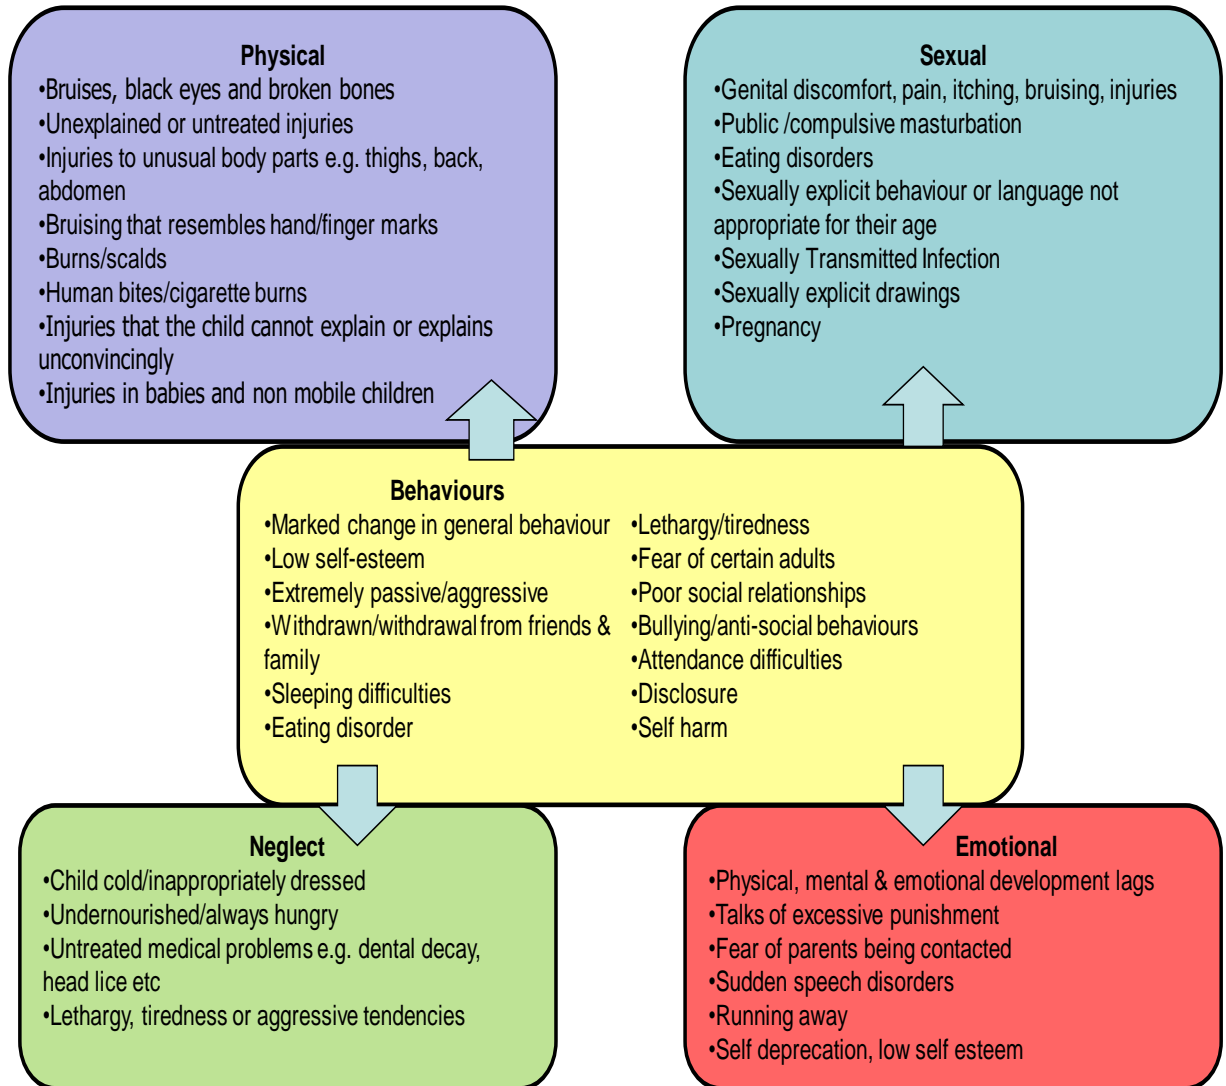 Physical
•Bruises, black eyes and broken bones
•Unexplained or untreated injuries
•Injuries to unusual body parts e.g. thighs, back,
abdomen
•Bruising that resembles hand/finger marks
•Burns/scalds
•Human bites/cigarette burns
•Injuries that the child cannot explain or explains
unconvincingly
•Injuries in babies and non mobile children
Sexual
•Genital discomfort, pain, itching, bruising, injuries
•Public /compulsive masturbation
•Eating disorders
•Sexually explicit behaviour or language not
appropriate for their age
•Sexually Transmitted Infection
•Sexually explicit drawings
•Pregnancy
Behaviours
•Marked change in general behaviour
•Low self-esteem
•Extremely passive/aggressive
•Withdrawn/withdrawal from friends &
family
•Sleeping difficulties
•Eating disorder
•Lethargy/tiredness
•Fear of certain adults
•Poor social relationships
•Bullying/anti-social behaviours
•Attendance difficulties
•Disclosure
•Self harm
Neglect
•Child cold/inappropriately dressed
•Undernourished/always hungry
•Untreated medical problems e.g. dental decay,
head lice etc
•Lethargy, tiredness or aggressive tendencies
Emotional
•Physical, mental & emotional development lags
•Talks of excessive punishment
•Fear of parents being contacted
•Sudden speech disorders
•Running away
•Self deprecation, low self esteem